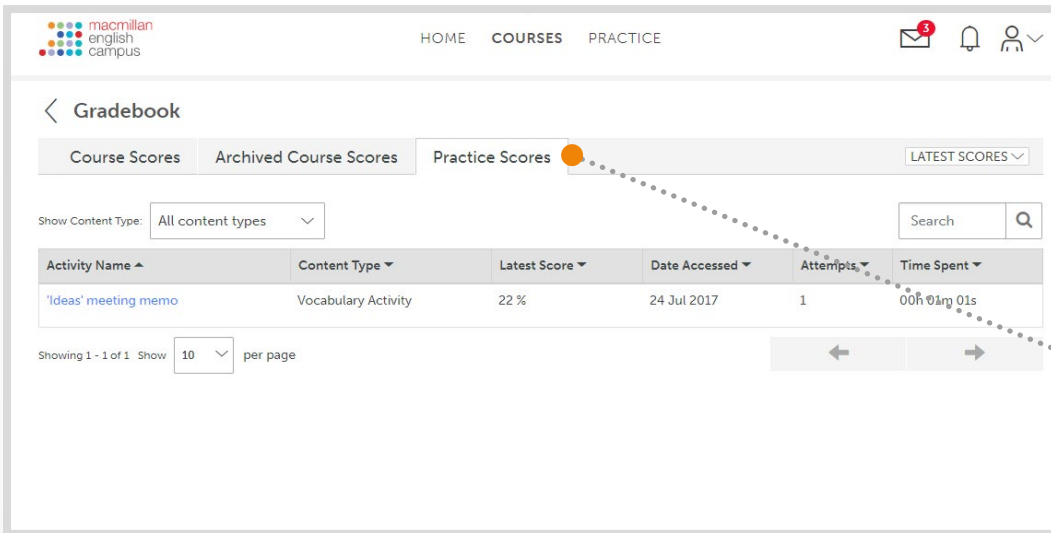 macmillan
english
campus
HOME COURSES PRACTICE
3
Gradebook
Course Scores Archived Course Scores Practice Scores LATEST SCORES
Show Content Type: All content types Search
Activity Name Content Type Latest Score Date Accessed Attempts Time Spent
'Ideas' meeting memo Vocabulary Activity 22 % 24 Jul 2017 1 00h 01m 01s
Showing 1 - 1 of 1 Show 10 per page